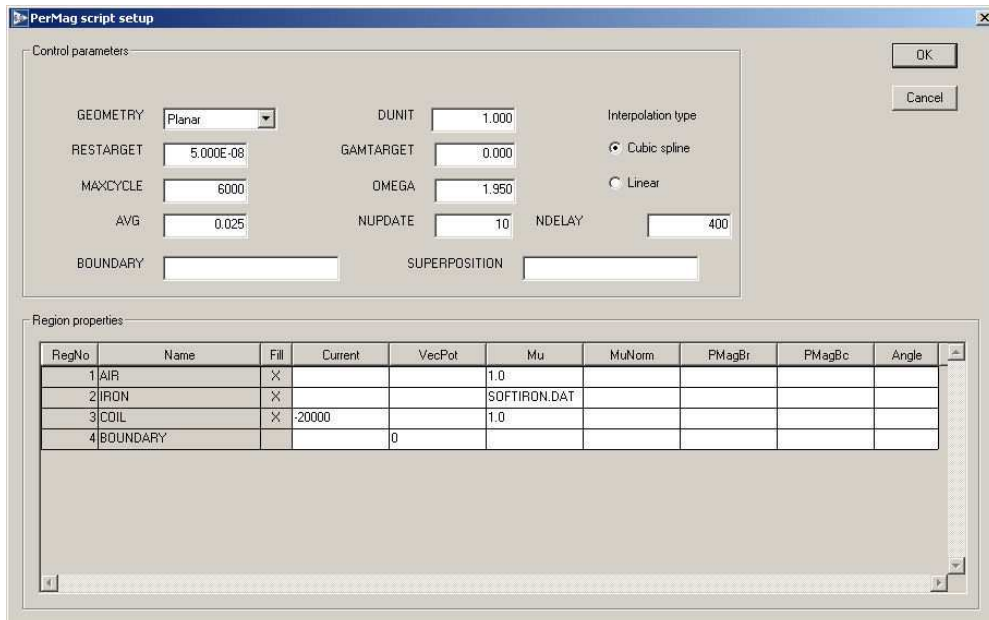 PerMag script setup
Control parameters
OK
Cancel
GEOMETRY Planar DUNIT 1.000 Interpolation type
RESTARGET 5.000E-08 GAMTARGET 0.000 Cubic spline
MAXCYCLE 6000 OMEGA 1.950 Linear
AVG 0.025 NUPDATE 10 NDELAY 400
BOUNDARY SUPERPOSITION
Region properties
RegNo Name Fill Current VecPot Mu MuNorm PMagBr PMagBc Angle
1 AIR X 1.0
2 IRON X SOFTIRON.DAT
3 COIL X -20000 1.0
4 BOUNDARY 0